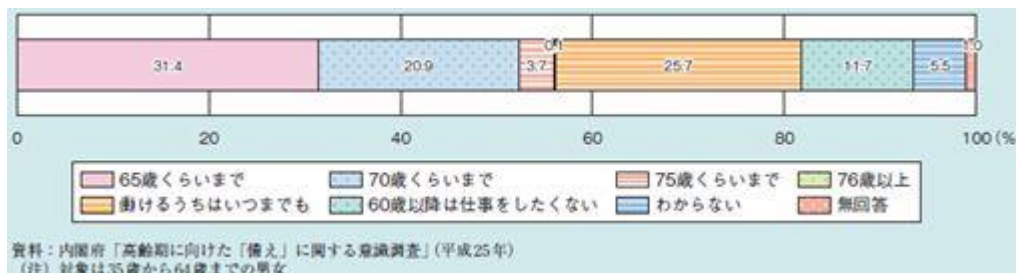 31.4 20.9 3.7 0.1 25.7 11.7 5.5 1.0
0 20 40 60 80 100(%
65歳くらいまで 70歳くらいまで 75歳くらいまで 76歳以上
働けるうちはいつまでも 60歳以降は仕事をしたくない わからない 無回答
資料:内閣府「高齢期に向けた「備え」に関する意識調査」(平成25年)
(注)対象は35歳から64歳までの男女